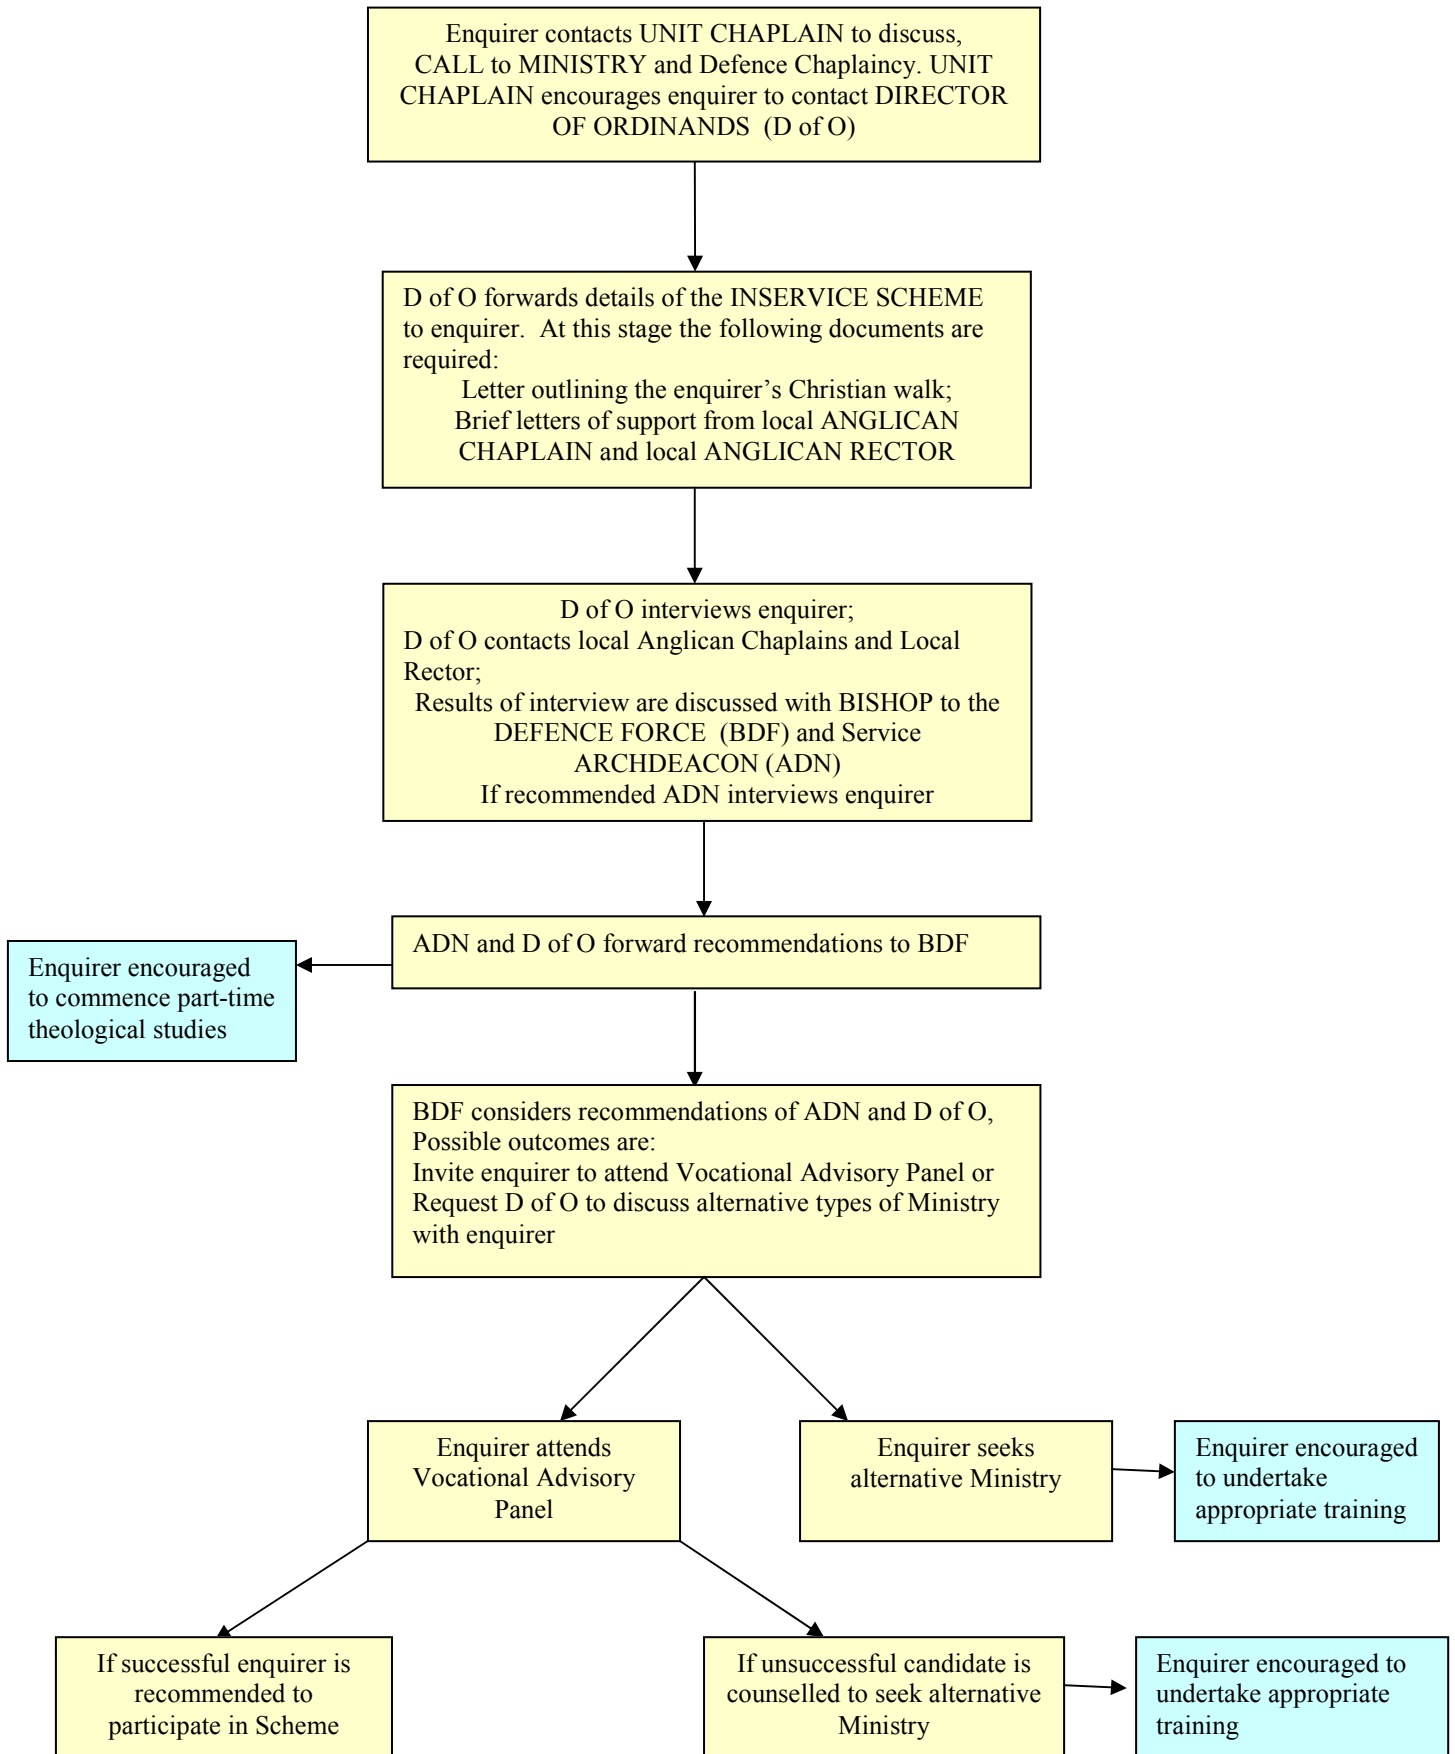 Enquirer contacts UNIT CHAPLAIN to discuss,
CALL to MINISTRY and Defence Chaplaincy. UNIT
CHAPLAIN encourages enquirer to contact DIRECTOR
OF ORDINANDS (D of O)
D of O forwards details of the INSERVICE SCHEME
to enquirer. At this stage the following documents are
required:
Letter outlining the enquirer’s Christian walk;
Brief letters of support from local ANGLICAN
CHAPLAIN and local ANGLICAN RECTOR
D of O interviews enquirer;
D of O contacts local Anglican Chaplains and Local
Rector;
Results of interview are discussed with BISHOP to the
DEFENCE FORCE (BDF) and Service
ARCHDEACON (ADN)
If recommended ADN interviews enquirer
ADN and D of O forward recommendations to BDF
Enquirer encouraged
to commence part-time
theological studies
BDF considers recommendations of ADN and D of O,
Possible outcomes are:
Invite enquirer to attend Vocational Advisory Panel or
Request D of O to discuss alternative types of Ministry
with enquirer
Enquirer attends
Vocational Advisory
Panel
Enquirer seeks
alternative Ministry
Enquirer encouraged
to undertake
appropriate training
If successful enquirer is
recommended to
participate in Scheme
If unsuccessful candidate is
counselled to seek alternative
Ministry
Enquirer encouraged to
undertake appropriate
training